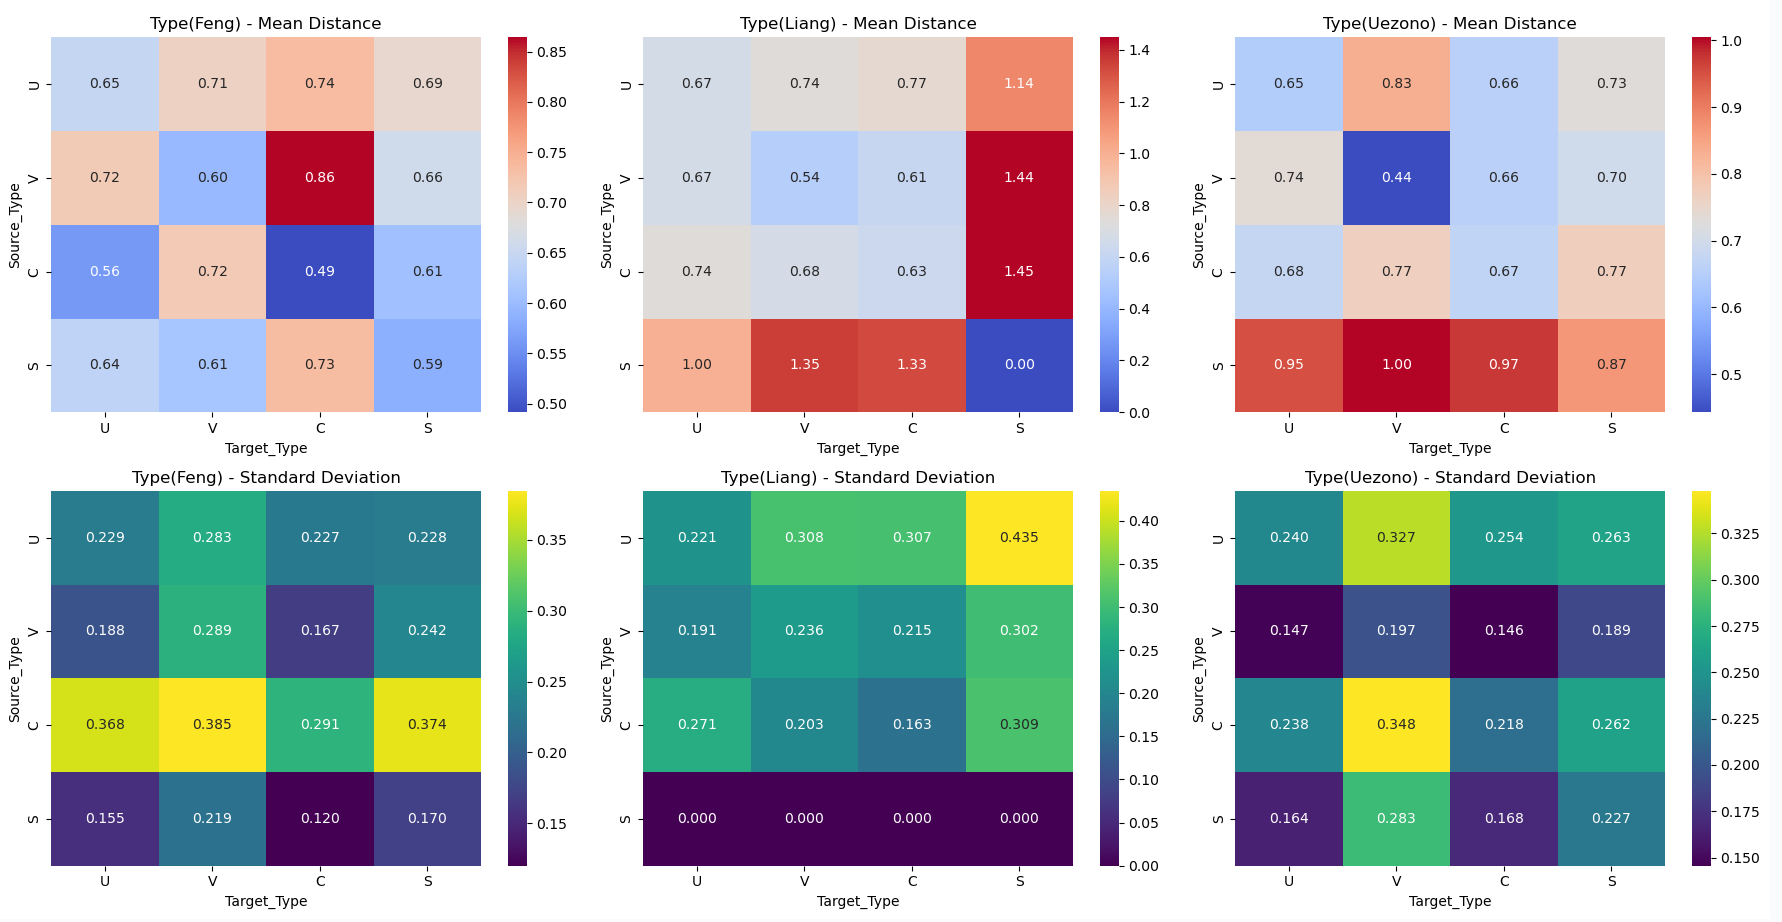 Type(Feng) - Mean Distance
Source_Type
U 0.65 0.71 0.74 0.69
V 0.72 0.60 0.86 0.66
C 0.56 0.72 0.49 0.61
S 0.64 0.61 0.73 0.59
U V C S
Target_Type
0.85
0.80
0.75
0.70
0.65
0.60
0.55
0.50
Type(Liang) - Mean Distance
Source_Type
U 0.67 0.74 0.77 1.14
V 0.67 0.54 0.61 1.44
C 0.74 0.68 0.63 1.45
S 1.00 1.35 1.33 0.00
U V C S
Target_Type
1.4
1.2
1.0
0.8
0.6
0.4
0.2
0.0
Type(Uezono) - Mean Distance
Source_Type
U 0.65 0.83 0.66 0.73
V 0.74 0.44 0.66 0.70
C 0.68 0.77 0.67 0.77
S 0.95 1.00 0.97 0.87
U V C S
Target_Type
1.0
0.9
0.8
0.7
0.6
0.5
Type(Feng) - Standard Deviation
Source_Type
U 0.229 0.283 0.227 0.228
V 0.188 0.289 0.167 0.242
C 0.368 0.385 0.291 0.374
S 0.155 0.219 0.120 0.170
U V C S
Target_Type
0.35
0.30
0.25
0.20
0.15
Type(Liang) - Standard Deviation
Source_Type
U 0.221 0.308 0.307 0.435
V 0.191 0.236 0.215 0.302
C 0.271 0.203 0.163 0.309
S 0.000 0.000 0.000 0.000
U V C S
Target_Type
0.40
0.35
0.30
0.25
0.20
0.15
0.10
0.05
0.00
Type(Uezono) - Standard Deviation
Source_Type
U 0.240 0.327 0.254 0.263
V 0.147 0.197 0.146 0.189
C 0.238 0.348 0.218 0.262
S 0.164 0.283 0.168 0.227
U V C S
Target_Type
0.325
0.300
0.275
0.250
0.225
0.200
0.175
0.150